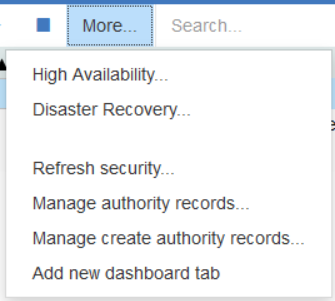 More... Search...
High Availability...
Disaster Recovery...
Refresh security...
Manage authority records...
Manage create authority records...
Add new dashboard tab